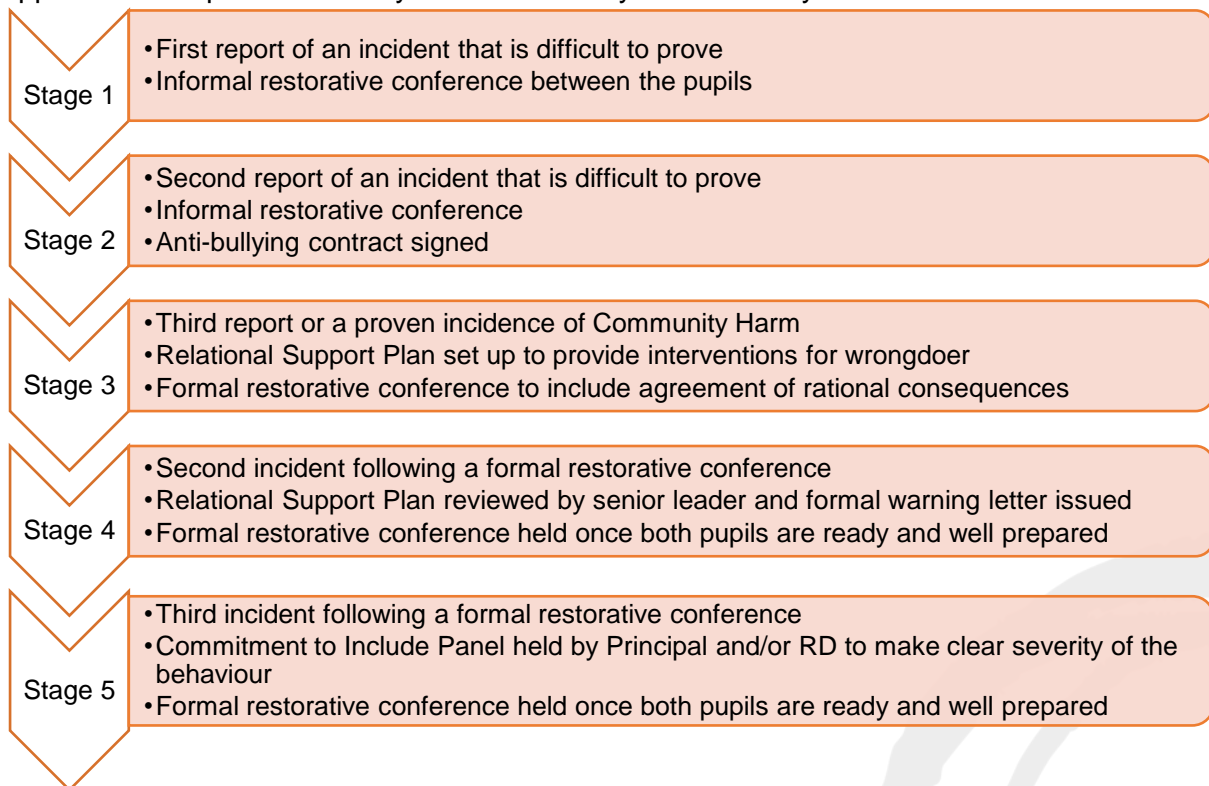 Stage 1
•First report of an incident that is difficult to prove
•Informal restorative conference between the pupils
Stage 2
•Second report of an incident that is difficult to prove
•Informal restorative conference
•Anti-bullying contract signed
Stage 3
•Third report or a proven incidence of Community Harm
•Relational Support Plan set up to provide interventions for wrongdoer
•Formal restorative conference to include agreement of rational consequences
Stage 4
•Second incident following a formal restorative conference
•Relational Support Plan reviewed by senior leader and formal warning letter issued
•Formal restorative conference held once both pupils are ready and well prepared
Stage 5
•Third incident following a formal restorative conference
•Commitment to Include Panel held by Principal and/or RD to make clear severity of the
behaviour
•Formal restorative conference held once both pupils are ready and well prepared